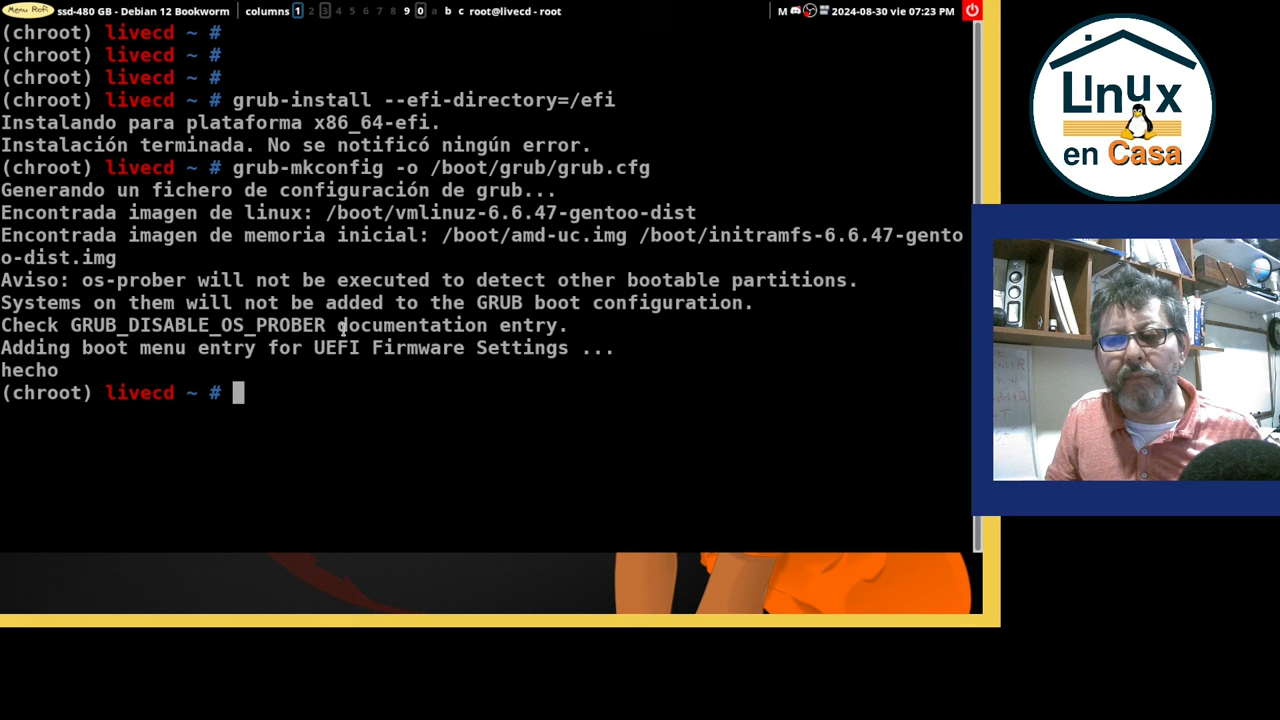 Menu Rofi ssd-480 GB - Debian 12 Bookworm columns 1 2 3 4 5 6 7 8 9 0 a b c root@livecd - root M 2024-08-30 vie 07:23 PM
(chroot) livecd ~ #
(chroot) livecd ~ #
(chroot) livecd ~ #
(chroot) livecd ~ # grub-install --efi-directory=/efi
Instalando para plataforma x86_64-efi.
Instalación terminada. No se notificó ningún error.
(chroot) livecd ~ # grub-mkconfig -o /boot/grub/grub.cfg
Generando un fichero de configuración de grub...
Encontrada imagen de linux: /boot/vmlinuz-6.6.47-gentoo-dist
Encontrada imagen de memoria inicial: /boot/amd-uc.img /boot/initramfs-6.6.47-gento
o-dist.img
Aviso: os-prober will not be executed to detect other bootable partitions.
Systems on them will not be added to the GRUB boot configuration.
Check GRUB_DISABLE_OS_PROBER documentation entry.
Adding boot menu entry for UEFI Firmware Settings ...
hecho
(chroot) livecd ~ #
Linux
en Casa